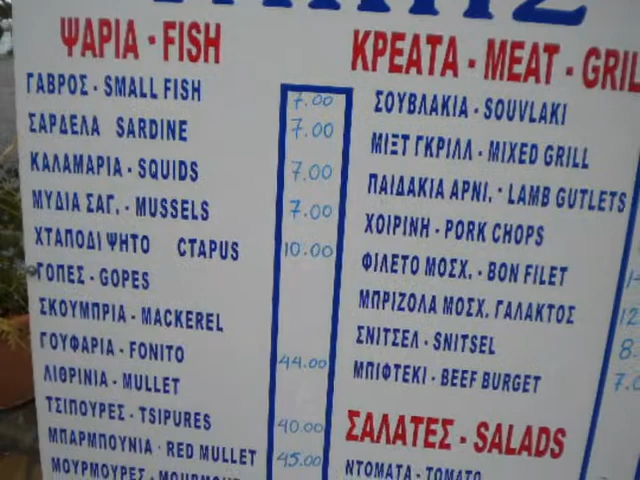 ΨΑΡΙΑ - FISH
ΓΑΒΡΟΣ - SMALL FISH 7.00
ΣΑΡΔΕΛΑ SARDINE 7.00
ΚΑΛΑΜΑΡΙΑ - SQUIDS 7.00
ΜΥΔΙΑ ΣΑΓ. - MUSSELS 7.00
ΧΤΑΠΟΔΙ ΨΗΤΟ CTAPUS 10.00
ΓΟΠΕΣ - GOPES
ΣΚΟΥΜΠΡΙΑ - MACKEREL
ΓΟΥΦΑΡΙΑ - FONITO 44.00
ΛΙΘΡΙΝΙΑ - MULLET
ΤΣΙΠΟΥΡΕΣ - TSIPURES 40.00
ΜΠΑΡΜΠΟΥΝΙΑ - RED MULLET 45.00
ΜΟΥΡΜΟΥΡΕΣ
ΚΡΕΑΤΑ - MEAT - GRIL
ΣΟΥΒΛΑΚΙΑ - SOUVLAKI
ΜΙΞΤ ΓΚΡΙΛΛ - MIXED GRILL
ΠΑΙΔΑΚΙΑ ΑΡΝΙ. - LAMB GUTLETS
ΧΟΙΡΙΝΗ - PORK CHOPS
ΦΙΛΕΤΟ ΜΟΣΧ. - BON FILET
ΜΠΡΙΖΟΛΑ ΜΟΣΧ. ΓΑΛΑΚΤΟΣ 12
ΣΝΙΤΣΕΛ - SNITSEL 8
ΜΠΙΦΤΕΚΙ - BEEF BURGET 7.0
ΣΑΛΑΤΕΣ - SALADS
ΝΤΟΜΑΤΑ - TOMATO